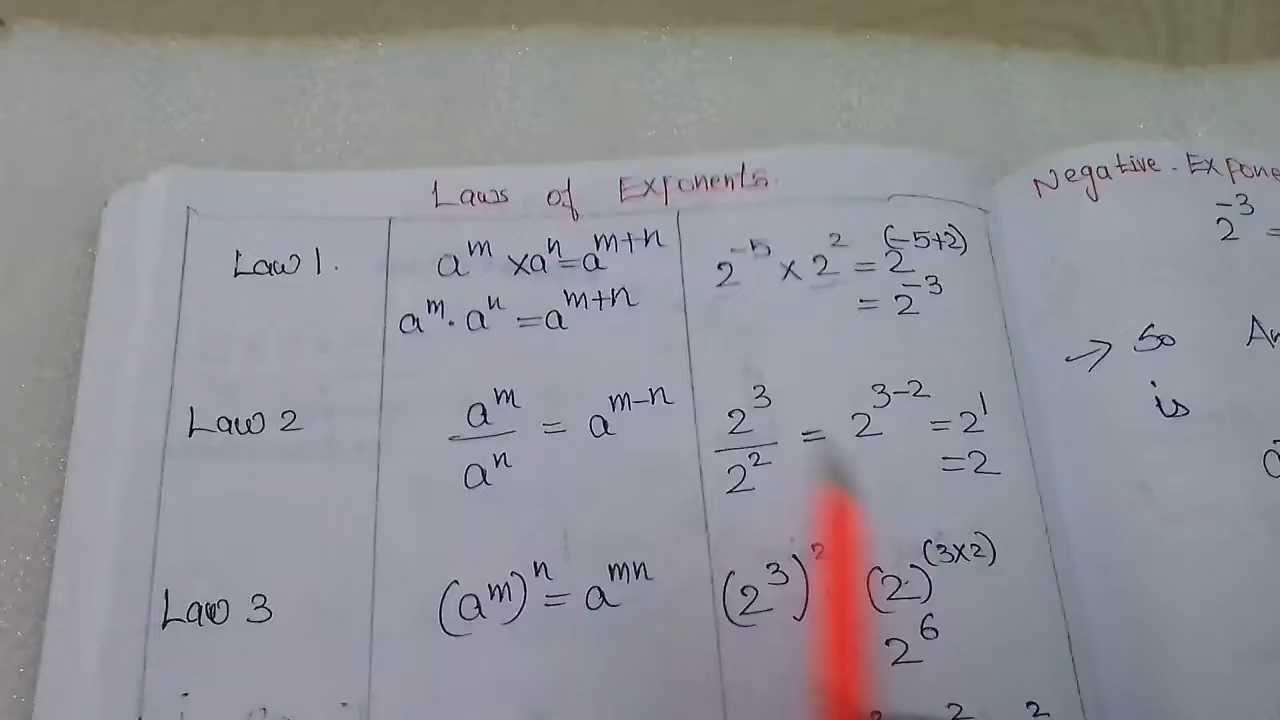 Laws of Exponents.
Law 1.
a^m × a^n = a^{m+n}
a^m · a^n = a^{m+n}
2^{-5} × 2^2 = 2^{(-5+2)}
= 2^{-3}
Law 2
a^m / a^n = a^{m-n}
2^3 / 2^2 = 2^{3-2} = 2^1
= 2
Law 3
(a^m)^n = a^{mn}
(2^3)^2 (2)^{(3×2)}
2^6
2 2
Negative. Expone
2^{-3} =
→ So
is